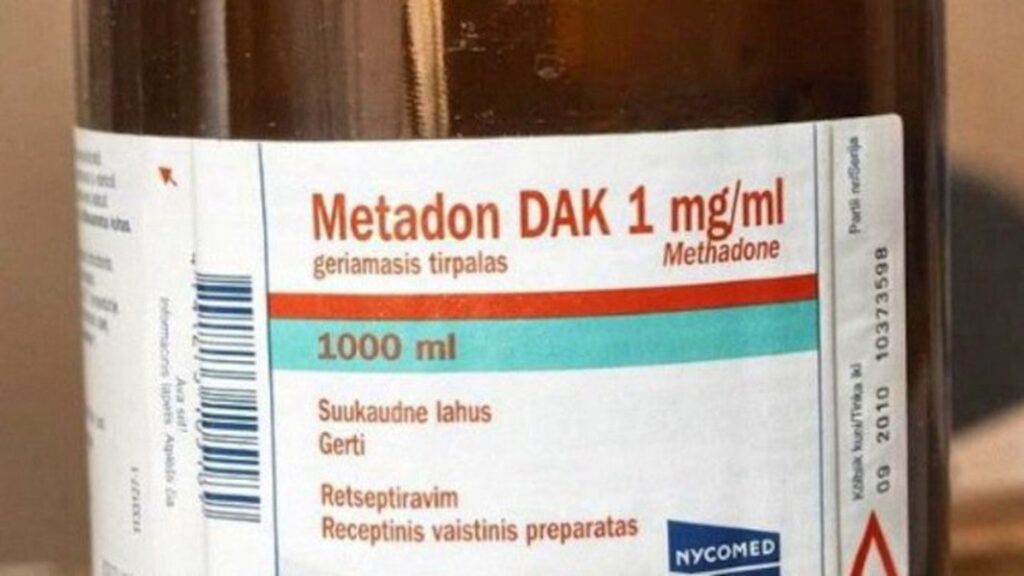 Metadon DAK 1 mg/ml
geriamasis tirpalas
Methadone
1000 ml
Suukaudne lahus
Gerti
Retseptiravim
Receptinis vaistinis preparatas
NYCOMED
Partii nr/Serija
10373598
Kõlblik kuni/Tinka iki
09 2010